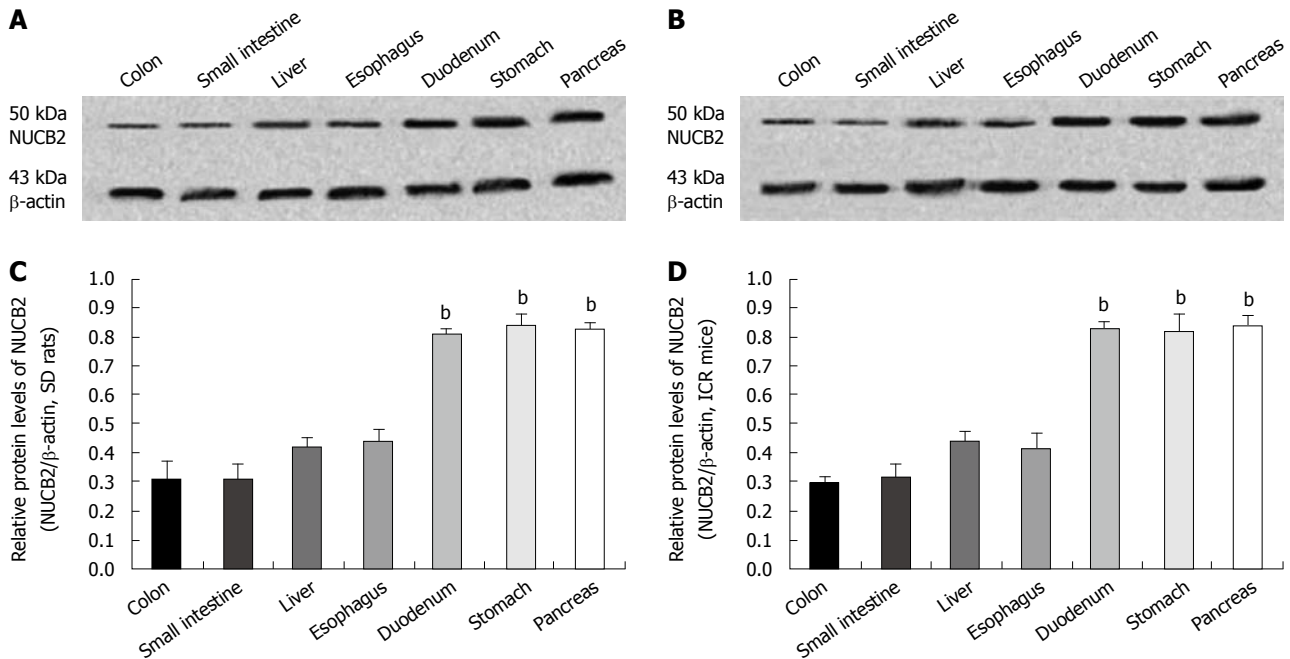 A
Colon
Small intestine
Liver
Esophagus
Duodenum
Stomach
Pancreas
50 kDa
NUCB2
43 kDa
β-actin
B
Colon
Small intestine
Liver
Esophagus
Duodenum
Stomach
Pancreas
50 kDa
NUCB2
43 kDa
β-actin
C
Relative protein levels of NUCB2
(NUCB2/β-actin, SD rats)
1.0
0.9
0.8
0.7
0.6
0.5
0.4
0.3
0.2
0.1
0.0
b
b
b
Colon
Small intestine
Liver
Esophagus
Duodenum
Stomach
Pancreas
D
Relative protein levels of NUCB2
(NUCB2/β-actin, ICR mice)
1.0
0.9
0.8
0.7
0.6
0.5
0.4
0.3
0.2
0.1
0.0
b
b
b
Colon
Small intestine
Liver
Esophagus
Duodenum
Stomach
Pancreas